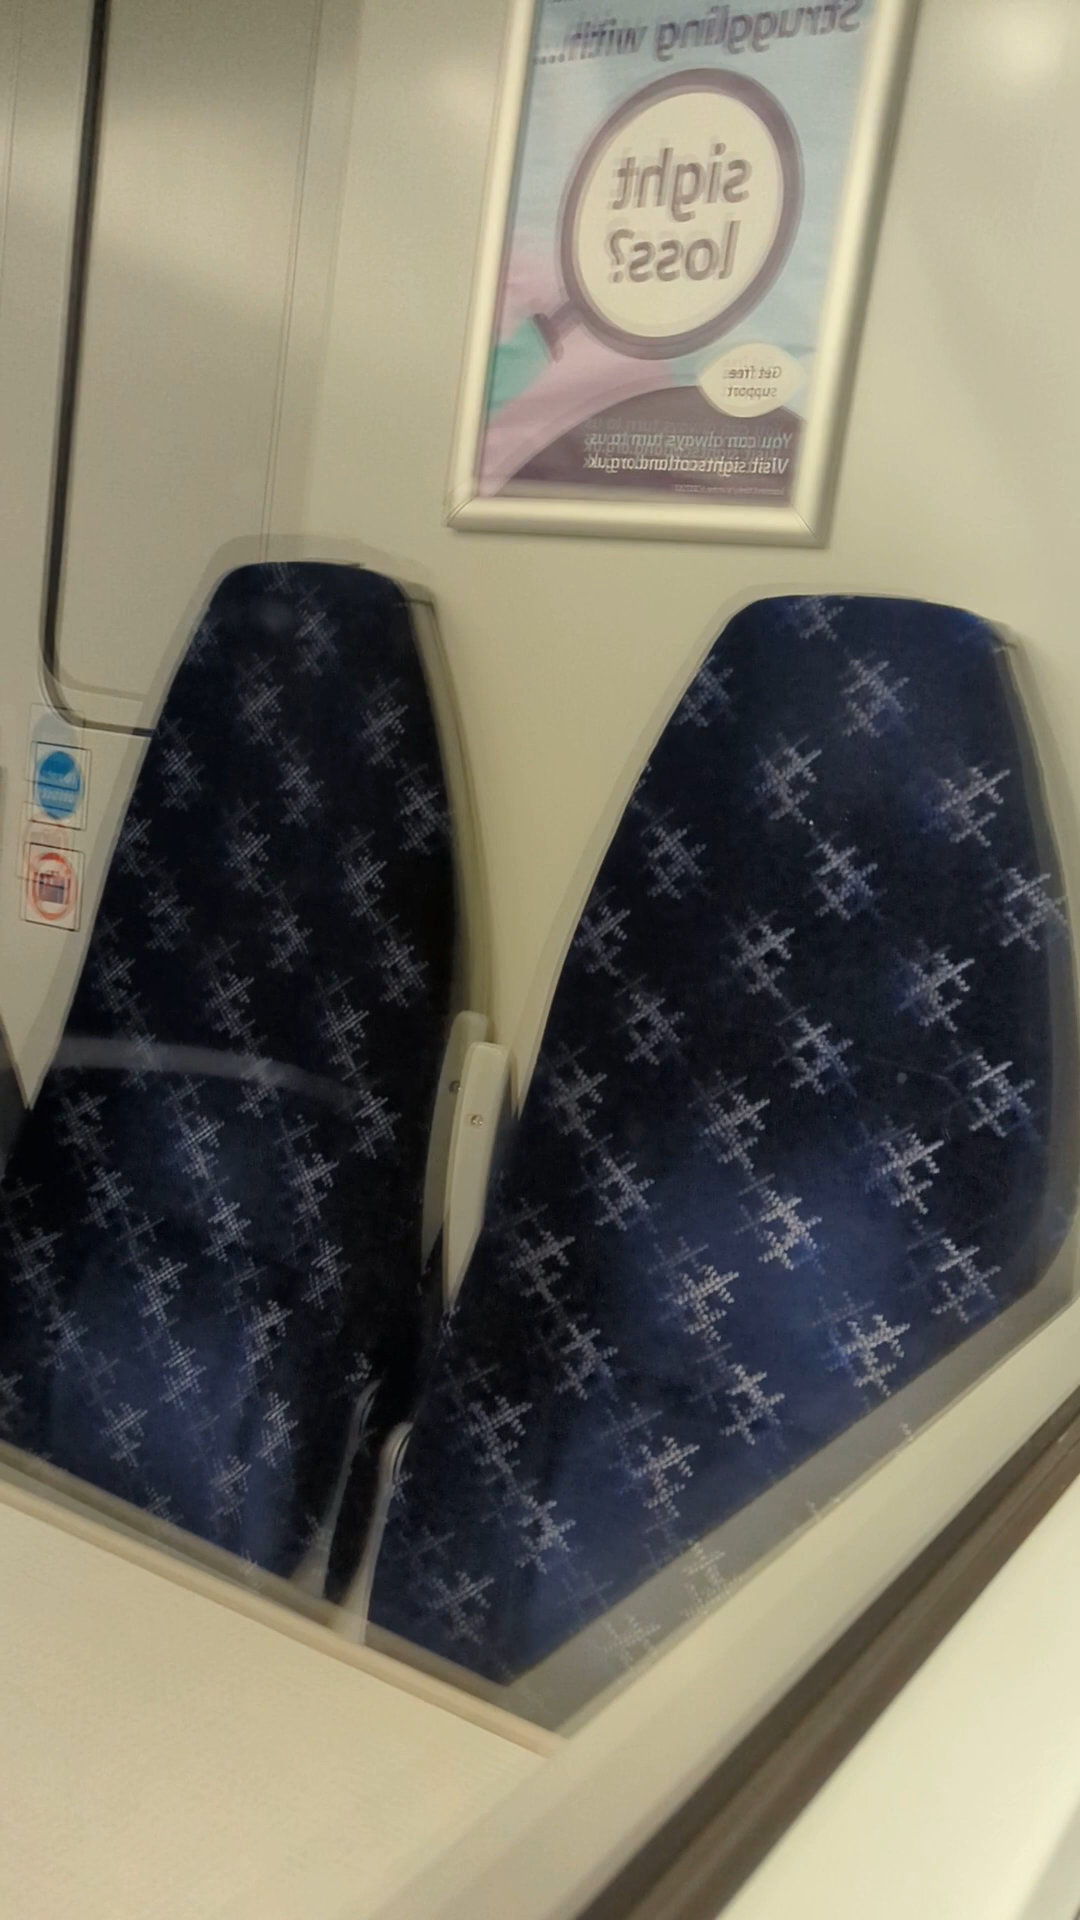 Struggling with...
sight
loss?
Get free
support
You can always turn to us
Visit sightscotland.org.uk